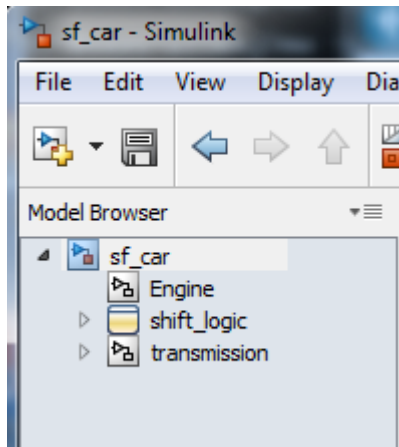 sf_car - Simulink
File Edit View Display Dia
Model Browser
sf_car
Engine
shift_logic
transmission